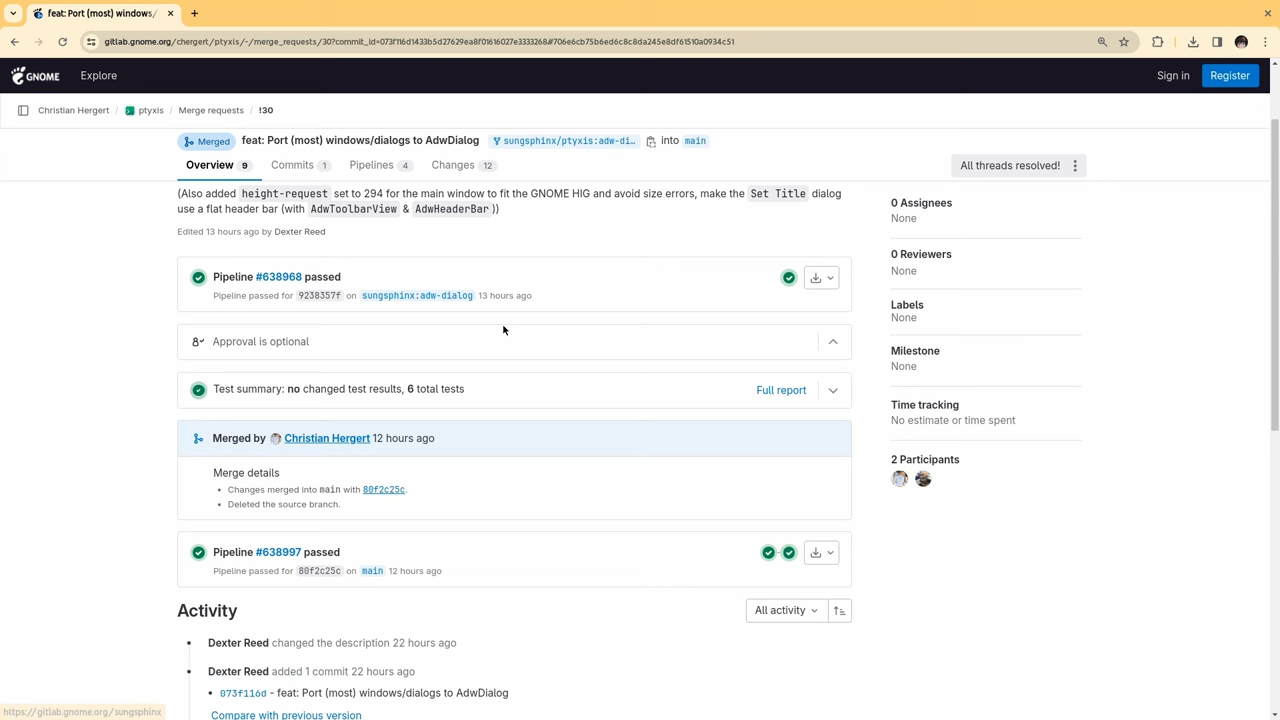 feat: Port (most) windows/
gitlab.gnome.org/chergert/ptyxis/-/merge_requests/30?commit_id=073f116d1433b5d27629ea8f01616027e3333268#706e6cb75b6ed6c8c8da245e8df61510a0934c51
GNOME Explore Sign in Register
Christian Hergert / ptyxis / Merge requests / !30
Merged feat: Port (most) windows/dialogs to AdwDialog sungsphinx/ptyxis:adw-di… into main
Overview 9 Commits 1 Pipelines 4 Changes 12 All threads resolved!
(Also added height-request set to 294 for the main window to fit the GNOME HIG and avoid size errors, make the Set Title dialog
use a flat header bar (with AdwToolbarView & AdwHeaderBar))
Edited 13 hours ago by Dexter Reed
Pipeline #638968 passed
Pipeline passed for 9238357f on sungsphinx:adw-dialog 13 hours ago
Approval is optional
Test summary: no changed test results, 6 total tests Full report
Merged by Christian Hergert 12 hours ago
Merge details
• Changes merged into main with 80f2c25c.
• Deleted the source branch.
Pipeline #638997 passed
Pipeline passed for 80f2c25c on main 12 hours ago
Activity All activity
Dexter Reed changed the description 22 hours ago
Dexter Reed added 1 commit 22 hours ago
• 073f116d - feat: Port (most) windows/dialogs to AdwDialog
Compare with previous version
0 Assignees
None
0 Reviewers
None
Labels
None
Milestone
None
Time tracking
No estimate or time spent
2 Participants
https://gitlab.gnome.org/sungsphinx